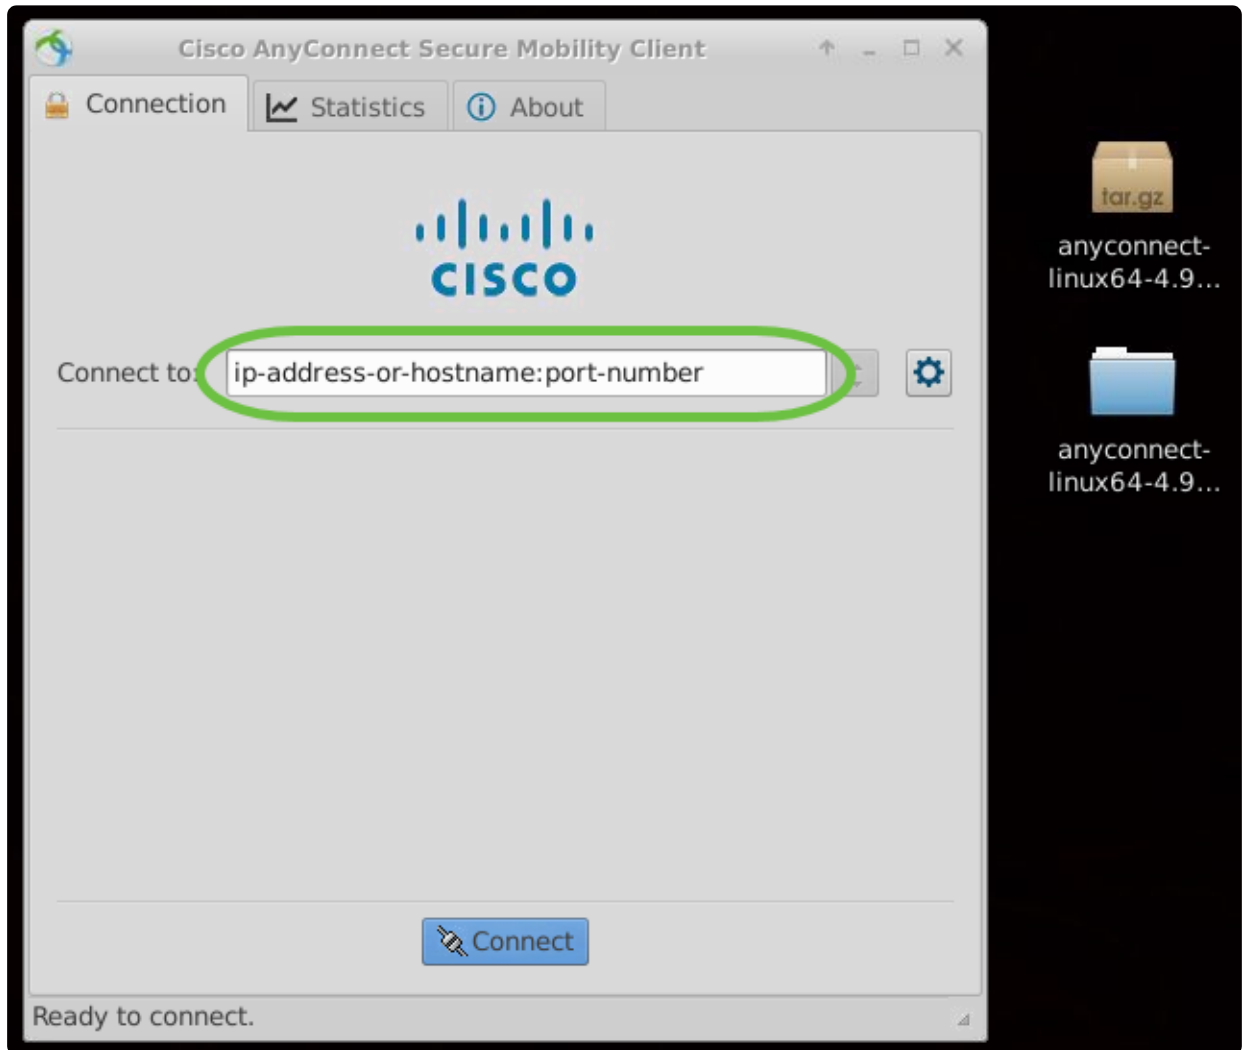 Cisco AnyConnect Secure Mobility Client
Connection Statistics About
CISCO
Connect to: ip-address-or-hostname:port-number
Connect
Ready to connect.
tar.gz
anyconnect-
linux64-4.9...
anyconnect-
linux64-4.9...